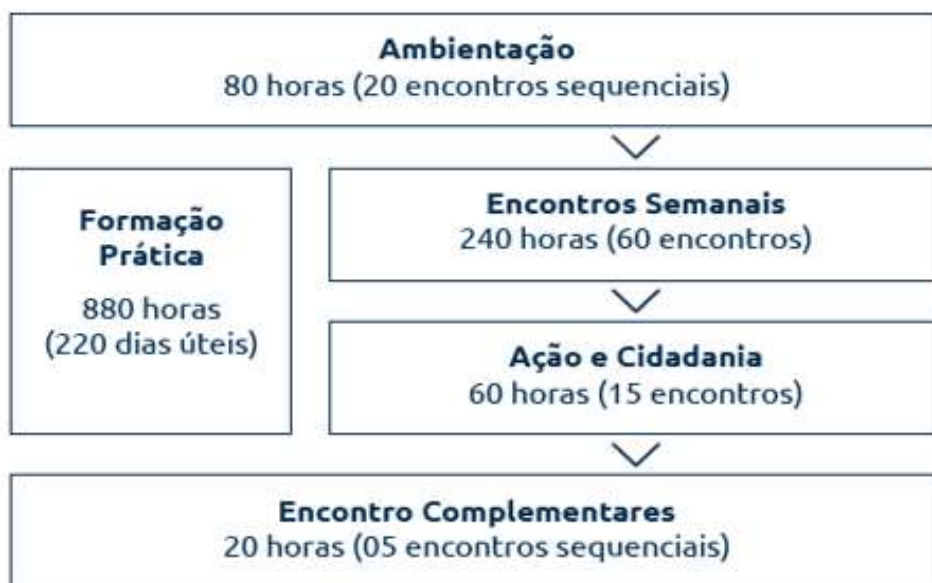 Ambientação
80 horas (20 encontros sequenciais)
Formação
Prática
880 horas
(220 dias úteis)
Encontros Semanais
240 horas (60 encontros)
Ação e Cidadania
60 horas (15 encontros)
Encontro Complementares
20 horas (05 encontros sequenciais)